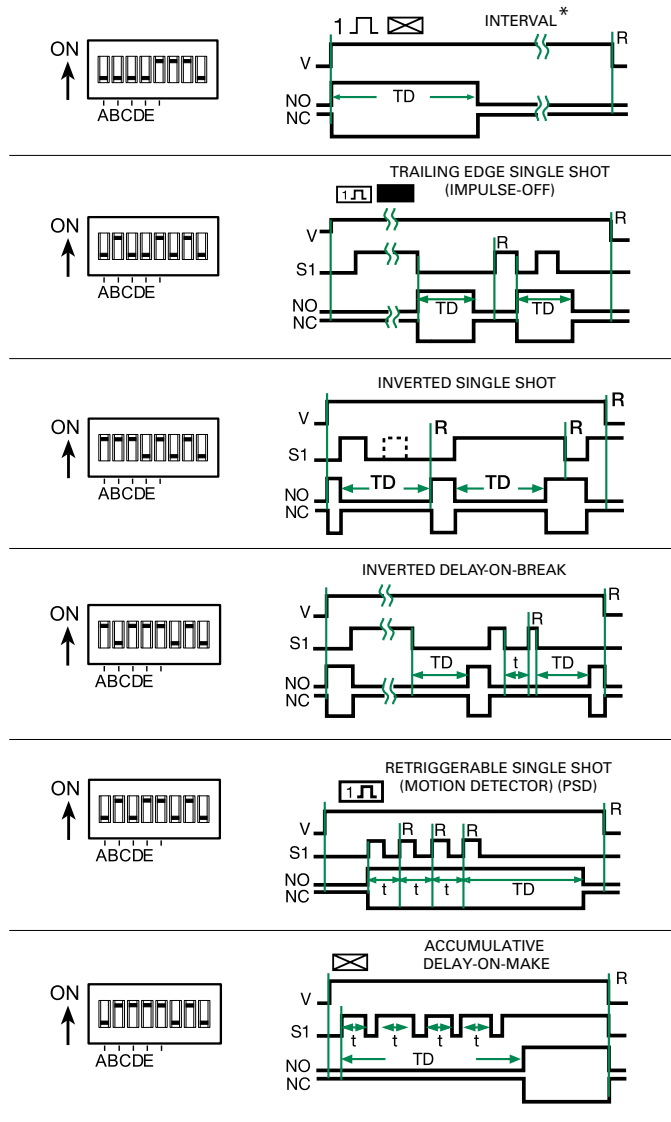 1
INTERVAL*
ON
ABCDE
R
V
NO
NC
TD
TRAILING EDGE SINGLE SHOT
(IMPULSE-OFF)
1
ON
ABCDE
R
V
R
S1
NO
NC
TD TD
INVERTED SINGLE SHOT
ON
ABCDE
R
V
R R
S1
NO
NC
TD TD
INVERTED DELAY-ON-BREAK
ON
ABCDE
R
V
R
S1
TD t TD
NO
NC
RETRIGGERABLE SINGLE SHOT
(MOTION DETECTOR) (PSD)
1
ON
ABCDE
R
V
R R R
S1
NO
NC
t t t TD
ACCUMULATIVE
DELAY-ON-MAKE
ON
ABCDE
R
V
S1
t t t t
TD
NO
NC